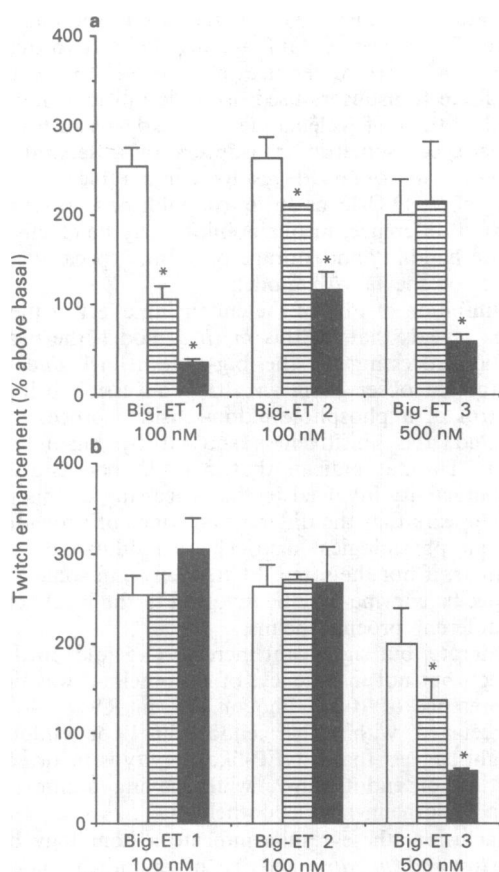 a
400
300
200
100
0
*
*
*
*
*
Big-ET 1
100 nM
Big-ET 2
100 nM
Big-ET 3
500 nM
Twitch enhancement (% above basal)
b
400
300
200
100
0
*
*
Big-ET 1
100 nM
Big-ET 2
100 nM
Big-ET 3
500 nM